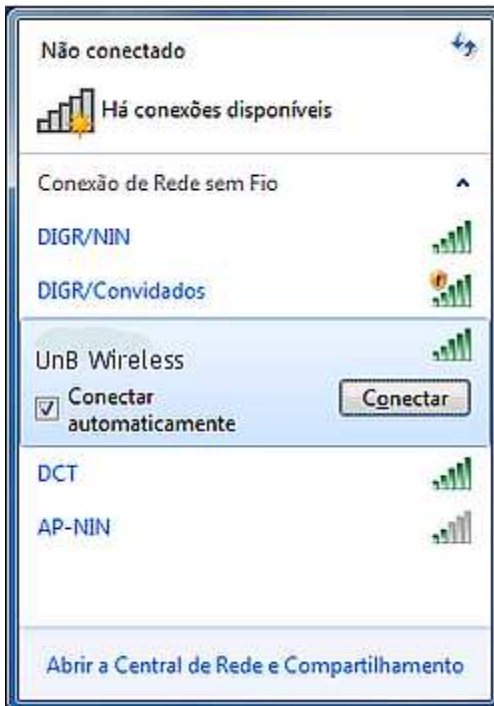 Não conectado
Há conexões disponíveis
Conexão de Rede sem Fio
DIGR/NIN
DIGR/Convidados
UnB Wireless
Conectar
automaticamente
Conectar
DCT
AP-NIN
Abrir a Central de Rede e Compartilhamento